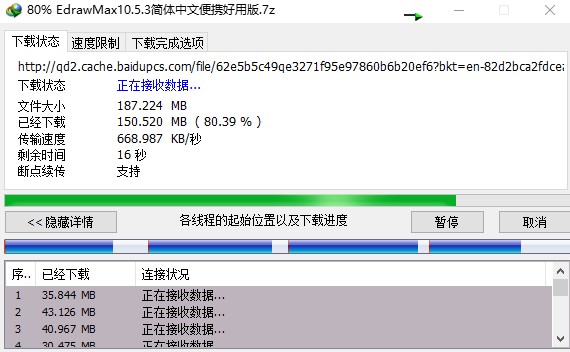 80% EdrawMax10.5.3简体中文便携好用版.7z
下载状态 速度限制 下载完成选项
http://qd2.cache.baidupcs.com/file/62e5b5c49qe3271f95e97860b6b20ef6?bkt=en-82d2bca2fdcea
下载状态 正在接收数据...
文件大小 187.224 MB
已经下载 150.520 MB ( 80.39 % )
传输速度 668.987 KB/秒
剩余时间 16 秒
断点续传 支持
<< 隐藏详情 各线程的起始位置以及下载进度 暂停 取消
序.. 已经下载 连接状况
1 35.844 MB 正在接收数据...
2 43.126 MB 正在接收数据...
3 40.967 MB 正在接收数据...
4 30.475 MB 正在接收数据...